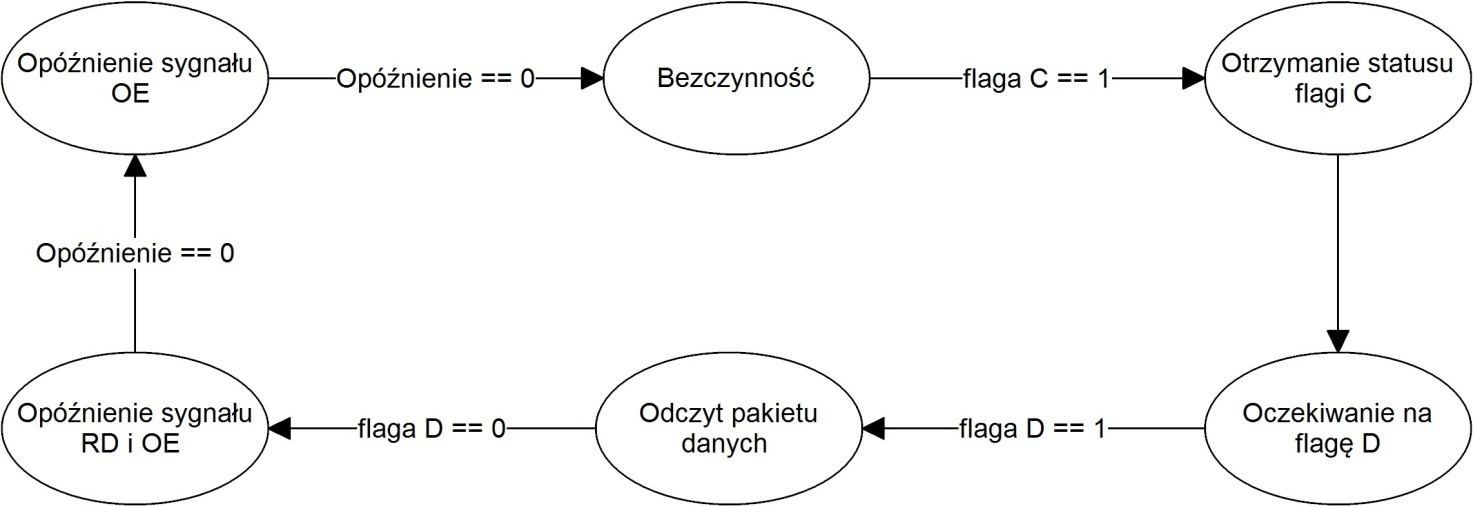 Opóźnienie sygnału
OE
Opóźnienie == 0
Bezczynność
flaga C == 1
Otrzymanie statusu
flagi C
Opóźnienie == 0
Opóźnienie sygnału
RD i OE
flaga D == 0
Odczyt pakietu
danych
flaga D == 1
Oczekiwanie na
flagę D